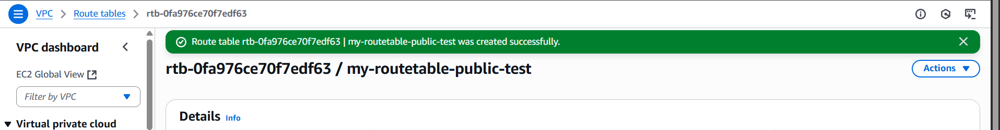 VPC > Route tables > rtb-0fa976ce70f7edf63
VPC dashboard
EC2 Global View
Filter by VPC
Virtual private cloud
Route table rtb-0fa976ce70f7edf63 | my-routetable-public-test was created successfully.
rtb-0fa976ce70f7edf63 / my-routetable-public-test
Actions
Details Info